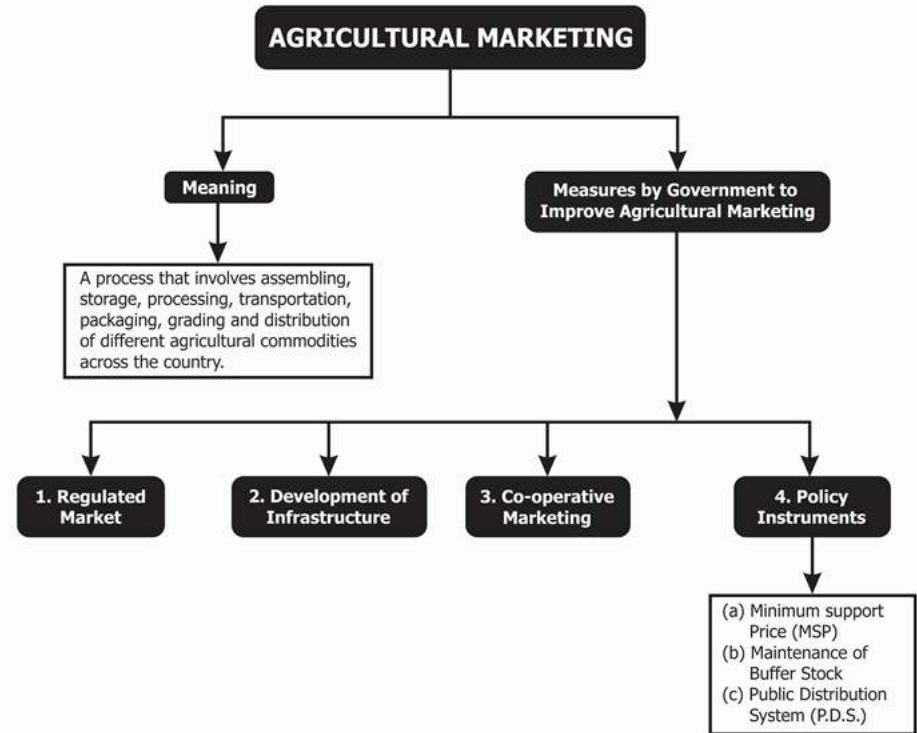 AGRICULTURAL MARKETING
Meaning
Measures by Government to
Improve Agricultural Marketing
A process that involves assembling,
storage, processing, transportation,
packaging, grading and distribution
of different agricultural commodities
across the country.
1. Regulated
Market
2. Development of
Infrastructure
3. Co-operative
Marketing
4. Policy
Instruments
(a) Minimum support
Price (MSP)
(b) Maintenance of
Buffer Stock
(c) Public Distribution
System (P.D.S.)